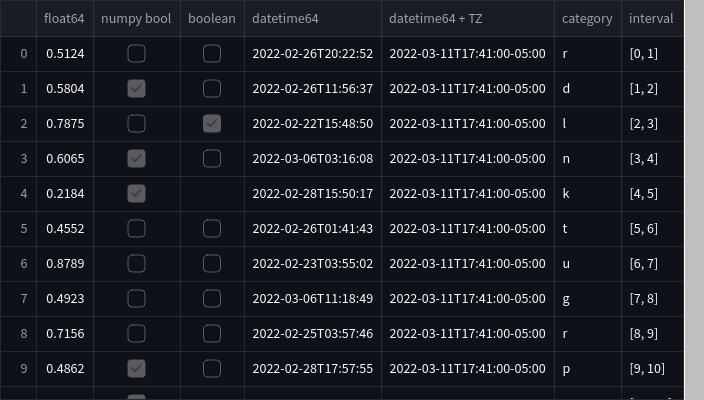 float64 numpy bool boolean datetime64 datetime64 + TZ category interval
0 0.5124 2022-02-26T20:22:52 2022-03-11T17:41:00-05:00 r [0, 1]
1 0.5804 2022-02-26T11:56:37 2022-03-11T17:41:00-05:00 d [1, 2]
2 0.7875 2022-02-22T15:48:50 2022-03-11T17:41:00-05:00 l [2, 3]
3 0.6065 2022-03-06T03:16:08 2022-03-11T17:41:00-05:00 n [3, 4]
4 0.2184 2022-02-28T15:50:17 2022-03-11T17:41:00-05:00 k [4, 5]
5 0.4552 2022-02-26T01:41:43 2022-03-11T17:41:00-05:00 t [5, 6]
6 0.8789 2022-02-23T03:55:02 2022-03-11T17:41:00-05:00 u [6, 7]
7 0.4923 2022-03-06T11:18:49 2022-03-11T17:41:00-05:00 g [7, 8]
8 0.7156 2022-02-25T03:57:46 2022-03-11T17:41:00-05:00 r [8, 9]
9 0.4862 2022-02-28T17:57:55 2022-03-11T17:41:00-05:00 p [9, 10]